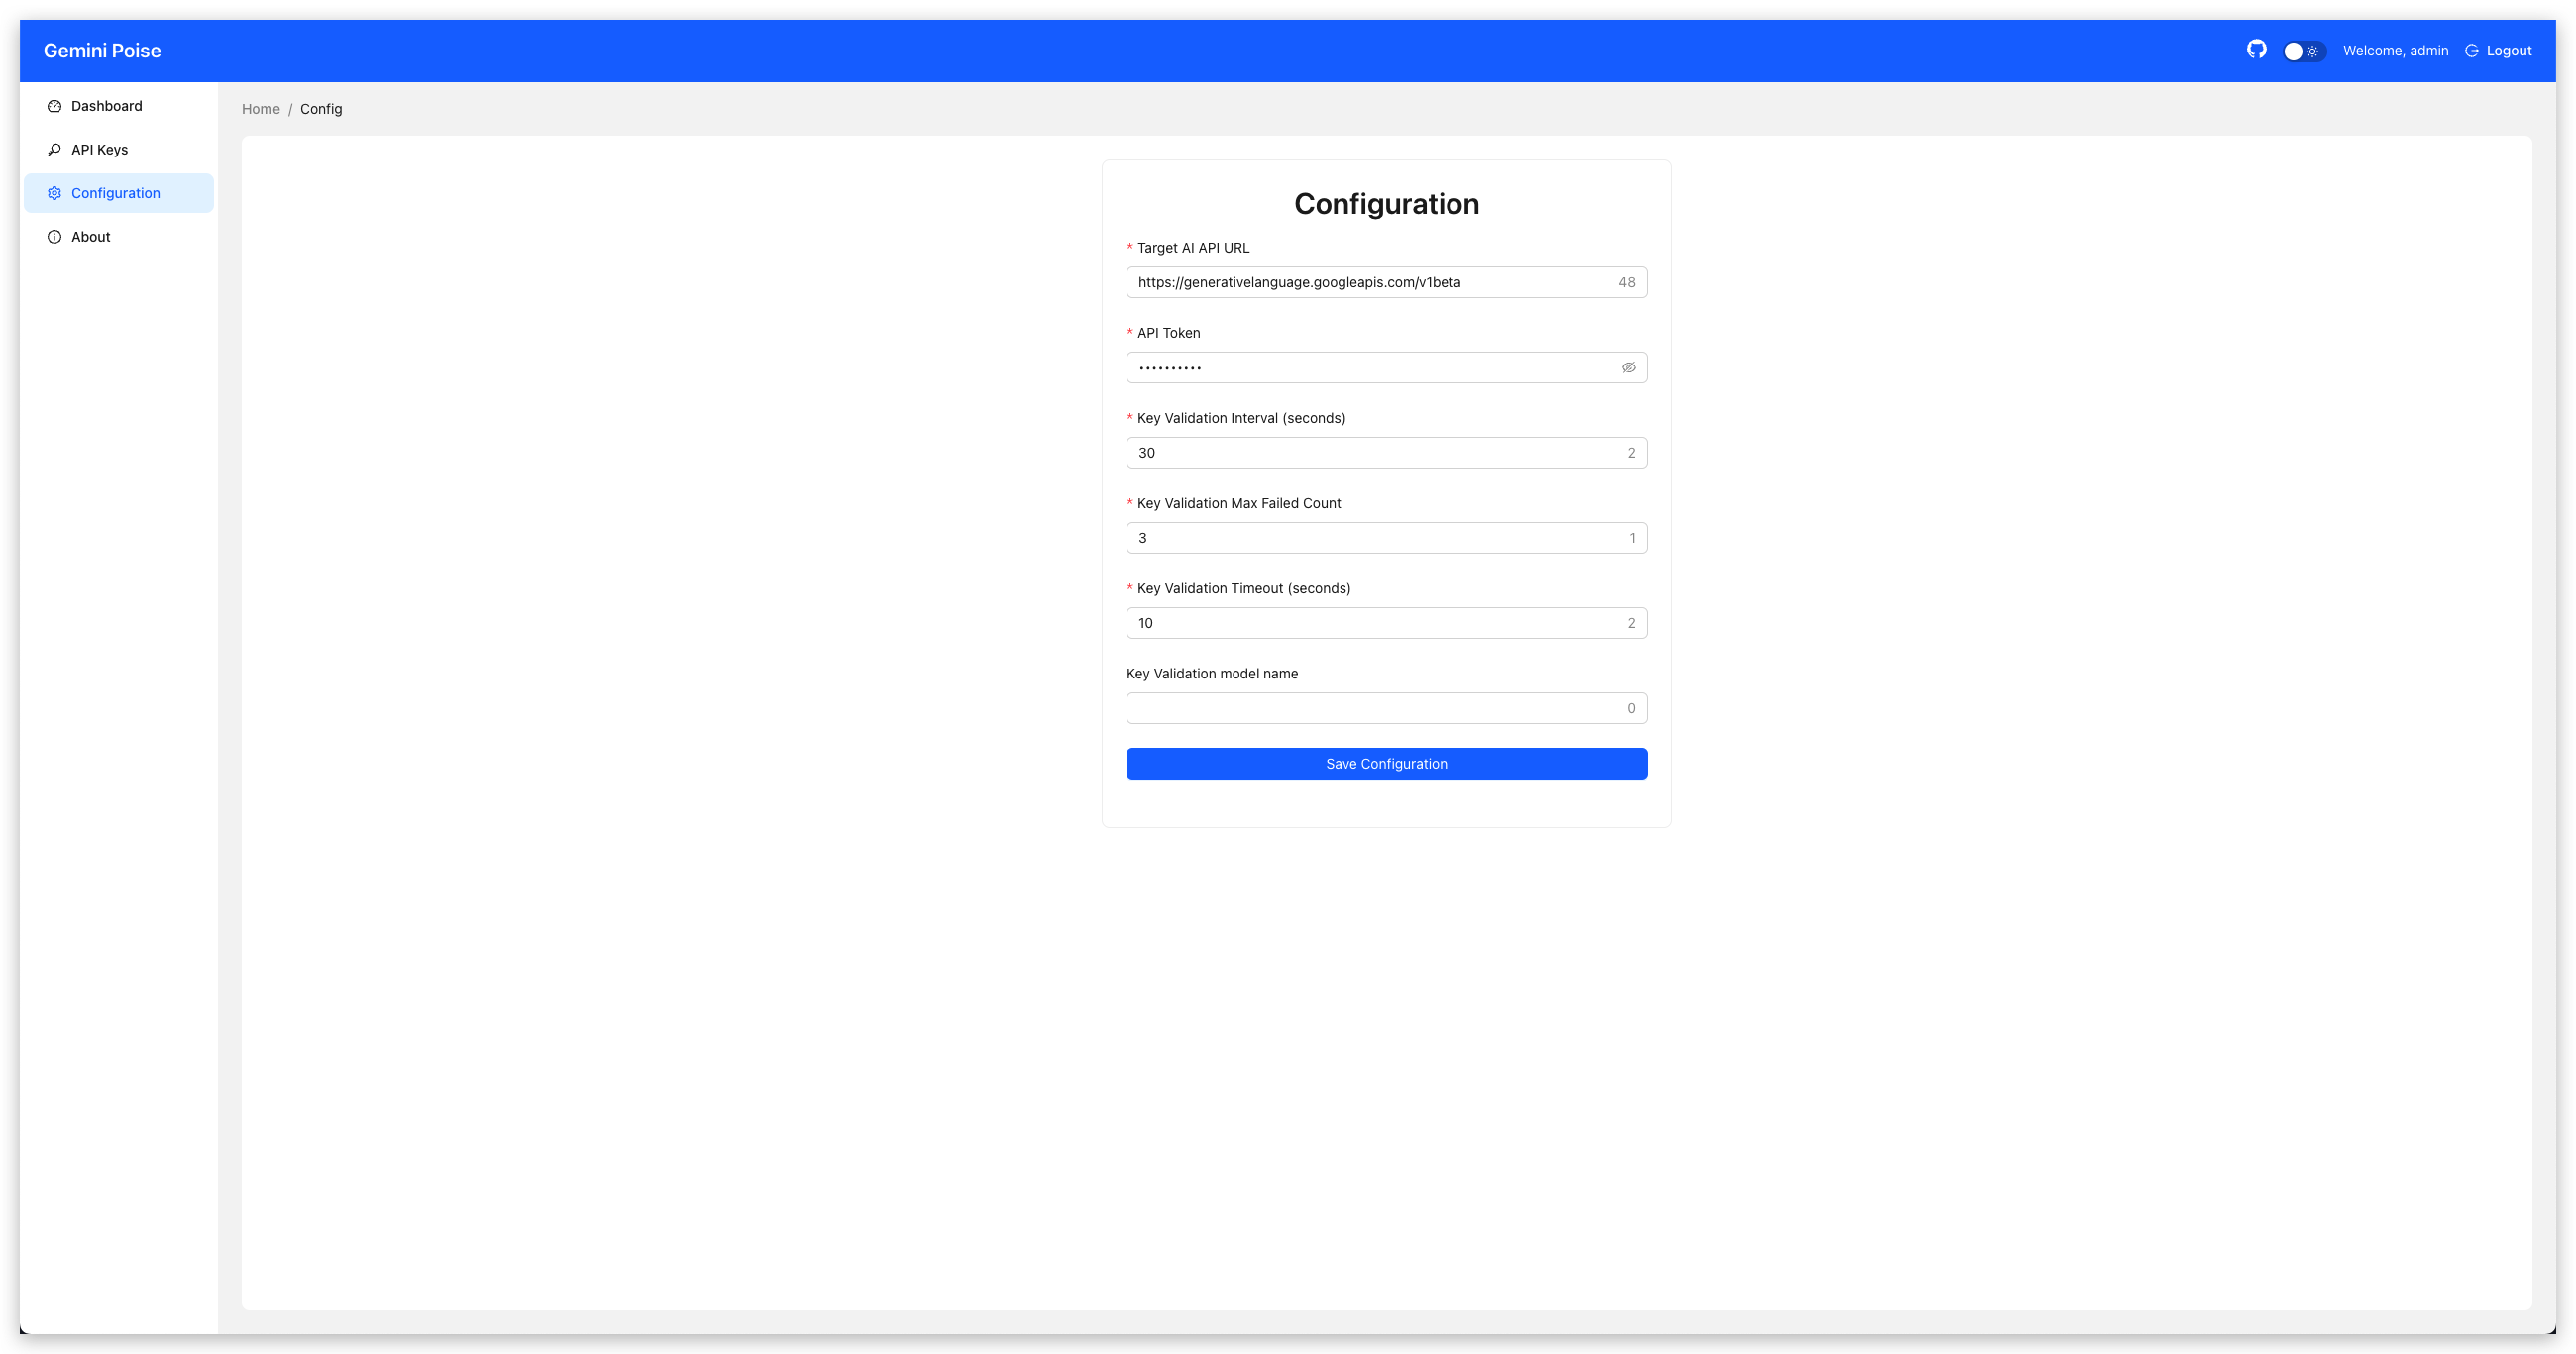 Gemini Poise
Welcome, admin
Logout
Dashboard
API Keys
Configuration
About
Home / Config
Configuration
* Target AI API URL
https://generativelanguage.googleapis.com/v1beta 48
* API Token
••••••••••
* Key Validation Interval (seconds)
30 2
* Key Validation Max Failed Count
3 1
* Key Validation Timeout (seconds)
10 2
Key Validation model name
0
Save Configuration